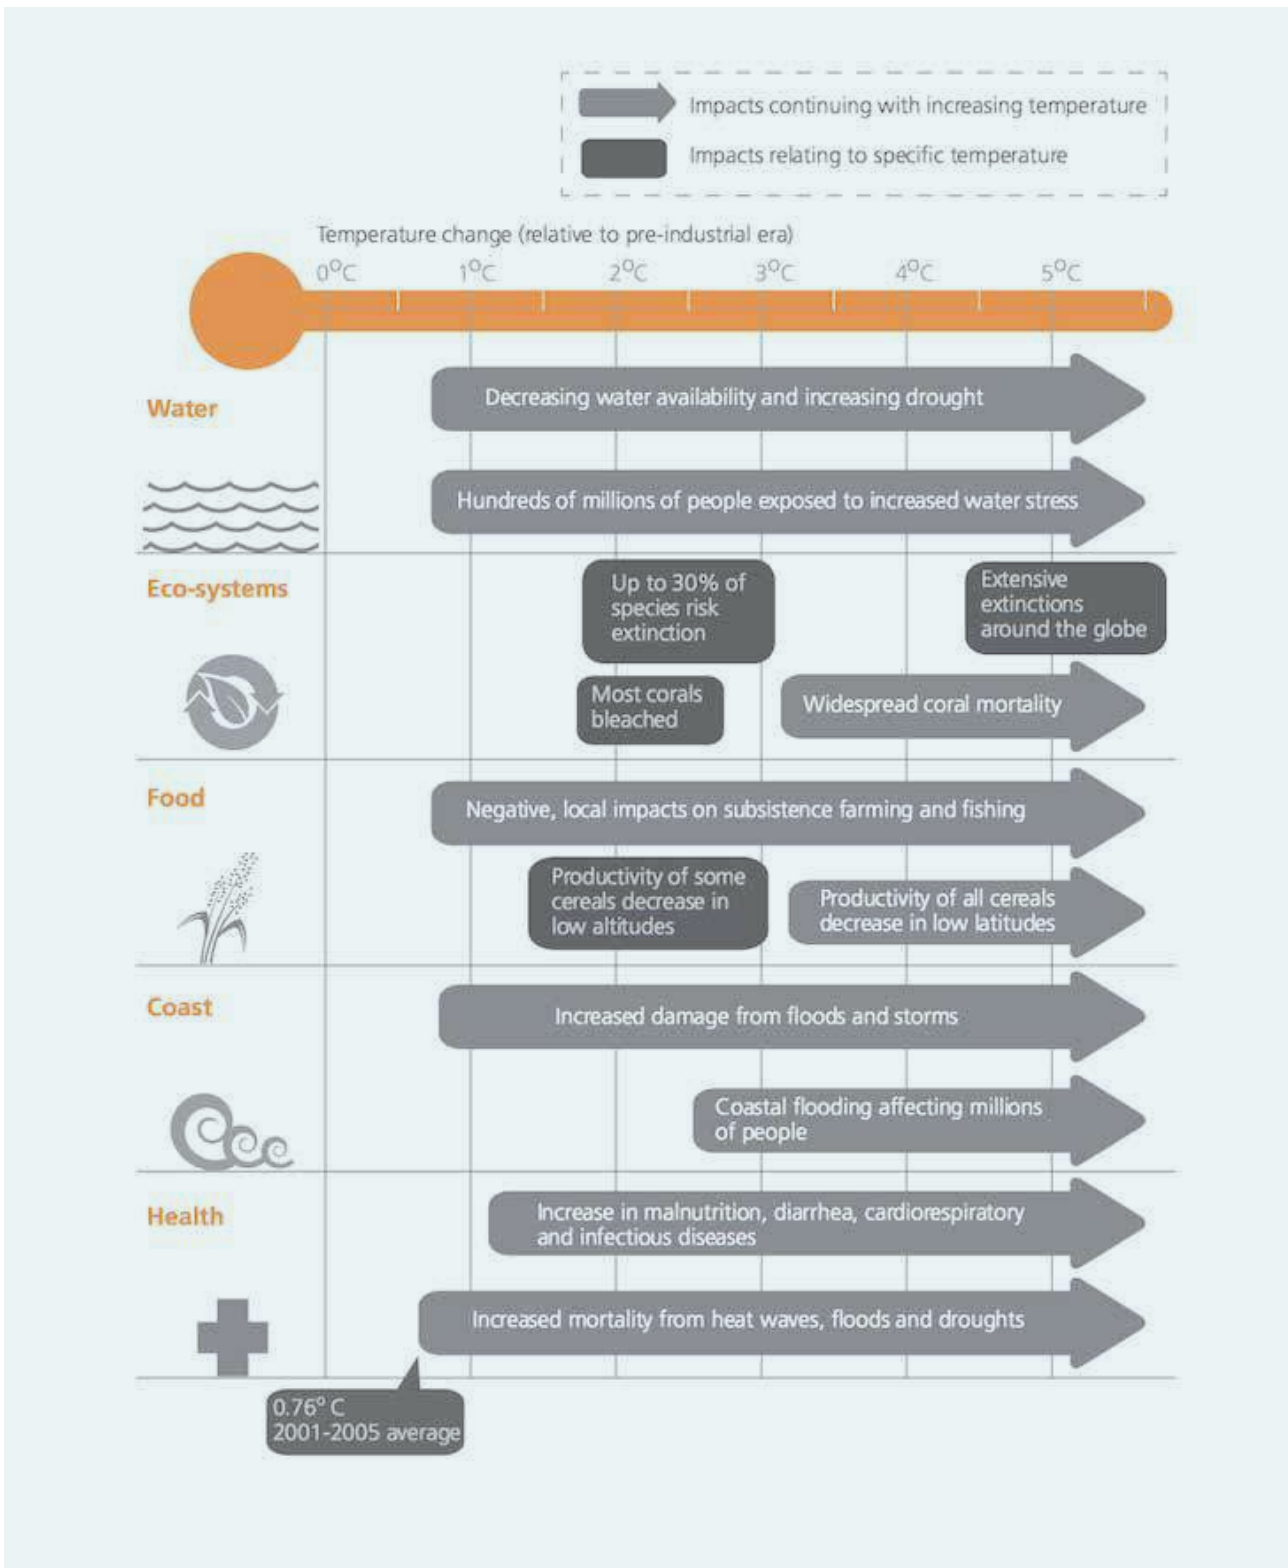 Impacts continuing with increasing temperature
Impacts relating to specific temperature
Temperature change (relative to pre-industrial era)
0°C 1°C 2°C 3°C 4°C 5°C
Water
Decreasing water availability and increasing drought
Hundreds of millions of people exposed to increased water stress
Eco-systems
Up to 30% of
species risk
extinction
Extensive
extinctions
around the globe
Most corals
bleached
Widespread coral mortality
Food
Negative, local impacts on subsistence farming and fishing
Productivity of some
cereals decrease in
low altitudes
Productivity of all cereals
decrease in low latitudes
Coast
Increased damage from floods and storms
Coastal flooding affecting millions
of people
Health
Increase in malnutrition, diarrhea, cardiorespiratory
and infectious diseases
Increased mortality from heat waves, floods and droughts
0.76° C
2001-2005 average